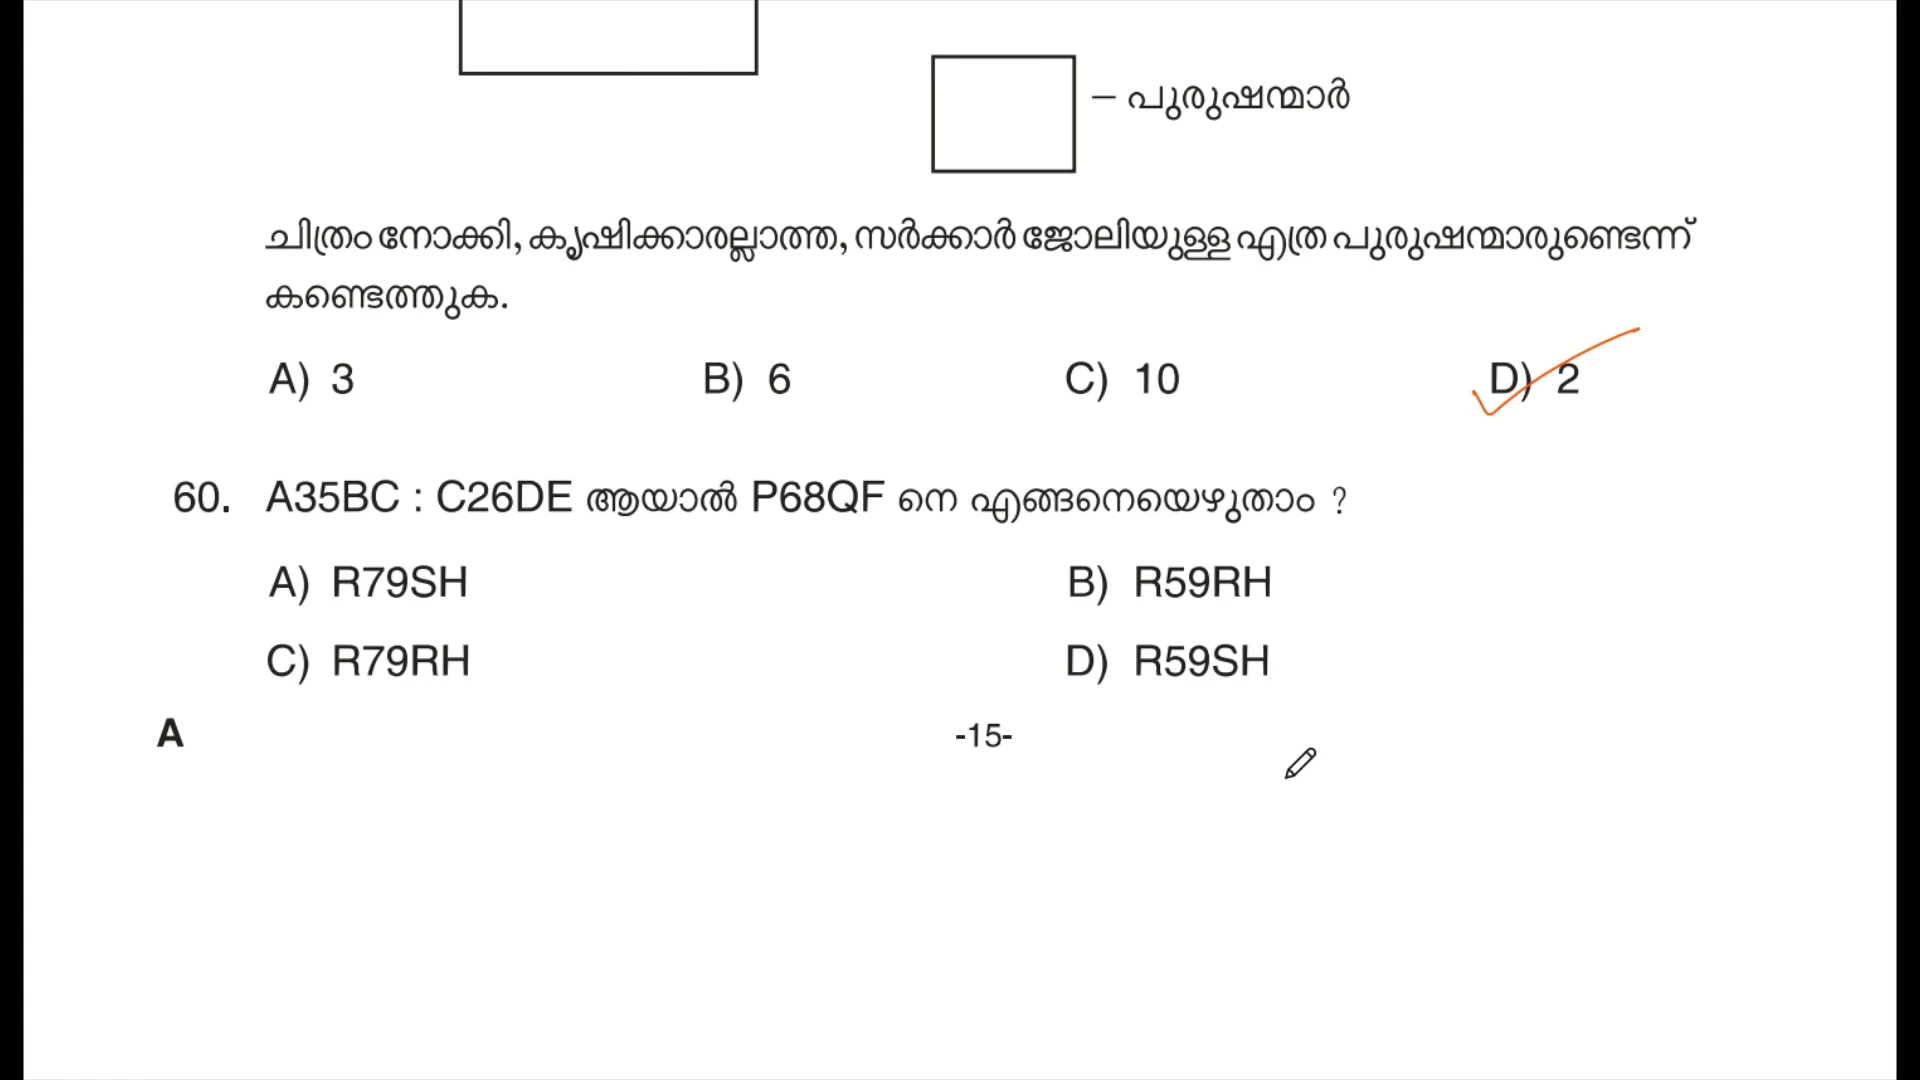 – പുരുഷന്മാർ
ചിത്രം നോക്കി, കൃഷിക്കാരല്ലാത്ത, സർക്കാർ ജോലിയുള്ള എത്ര പുരുഷന്മാരുണ്ടെന്ന്
കണ്ടെത്തുക.
A) 3 B) 6 C) 10 D) 2
60. A35BC : C26DE ആയാൽ P68QF നെ എങ്ങനെയെഴുതാം ?
A) R79SH B) R59RH
C) R79RH D) R59SH
A -15-